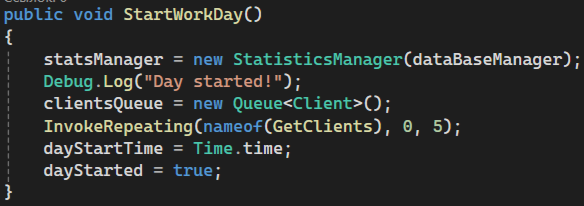 public void StartWorkDay()
{
statsManager = new StatisticsManager(dataBaseManager);
Debug.Log("Day started!");
clientsQueue = new Queue<Client>();
InvokeRepeating(nameof(GetClients), 0, 5);
dayStartTime = Time.time;
dayStarted = true;
}